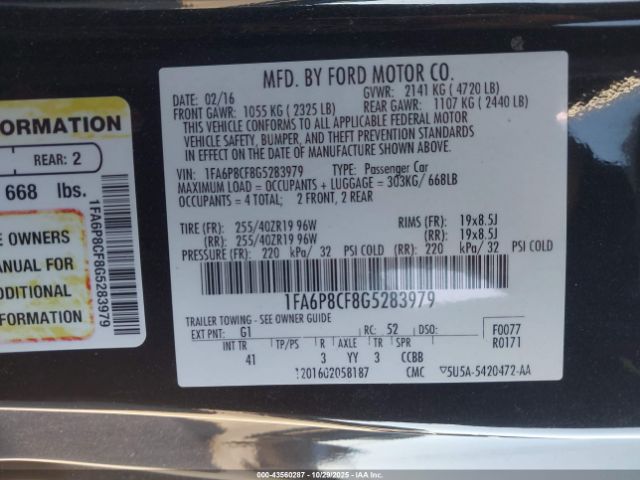 ORMATION
REAR: 2
668 lbs.
E OWNERS
ANUAL FOR
ADDITIONAL
FORMATION
1FA6P8CF8G5283979
MFD. BY FORD MOTOR CO.
DATE: 02/16
GVWR: 2141 KG ( 4720 LB)
FRONT GAWR: 1055 KG ( 2325 LB)
REAR GAWR: 1107 KG ( 2440 LB)
THIS VEHICLE CONFORMS TO ALL APPLICABLE FEDERAL MOTOR
VEHICLE SAFETY, BUMPER, AND THEFT PREVENTION STANDARDS
IN EFFECT ON THE DATE OF MANUFACTURE SHOWN ABOVE.
VIN: 1FA6P8CF8G5283979 TYPE: Passenger Car
MAXIMUM LOAD = OCCUPANTS + LUGGAGE = 303KG/ 668LB
OCCUPANTS = 4 TOTAL; 2 FRONT, 2 REAR
TIRE (FR): 255/40ZR19 96W RIMS (FR): 19x8.5J
(RR): 255/40ZR19 96W (RR): 19x8.5J
PRESSURE (FR): 220 kPa/ 32 PSI COLD (RR): 220 kPa/ 32 PSI COLD
1FA6P8CF8G5283979
TRAILER TOWING - SEE OWNER GUIDE
EXT PNT: G1 RC: 52 DSO: F0077
INT TR TP/PS R AXLE TR SPR R0171
41 3 YY 3 CCBB
1201602058187 CMC 5U5A-5420472-AA
000-43560287 10/29/2025 (IAA)